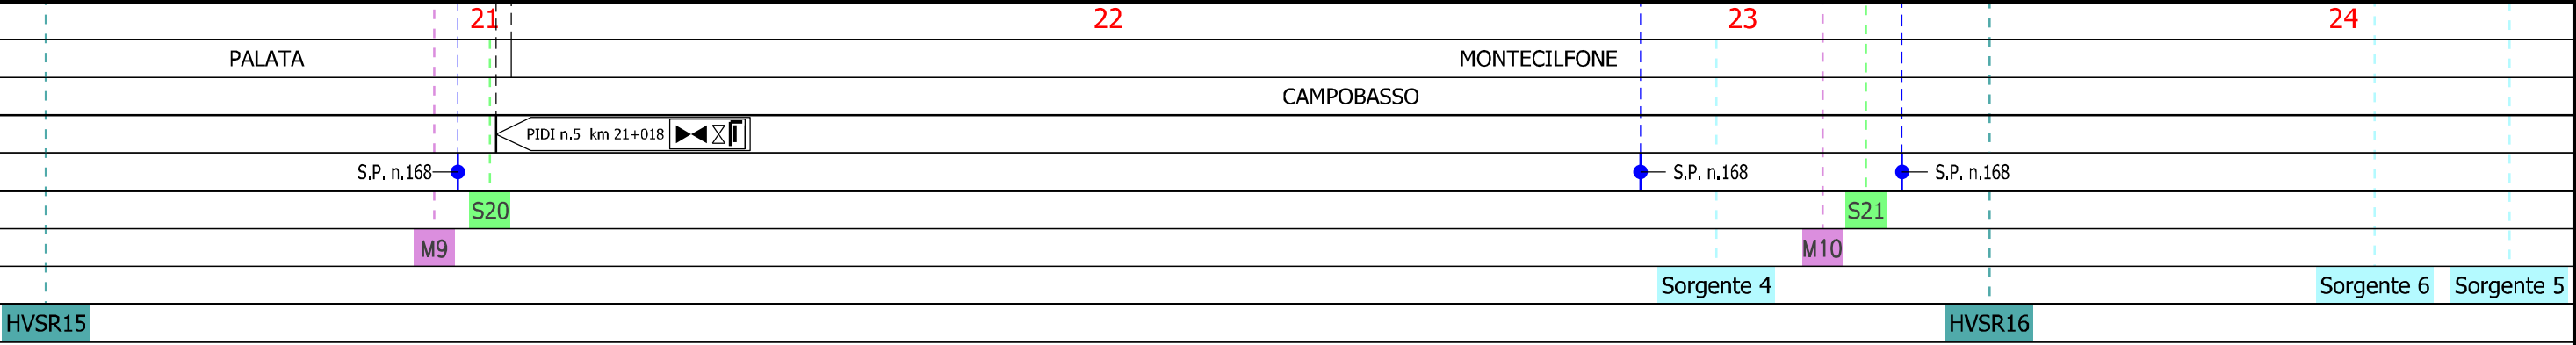 21 22 23 24
PALATA MONTECILFONE
CAMPOBASSO
PIDI n.5 km 21+018
S.P. n.168 S.P. n.168 S.P. n.168
S20 S21
M9 M10
Sorgente 4 Sorgente 6 Sorgente 5
HVSR15 HVSR16